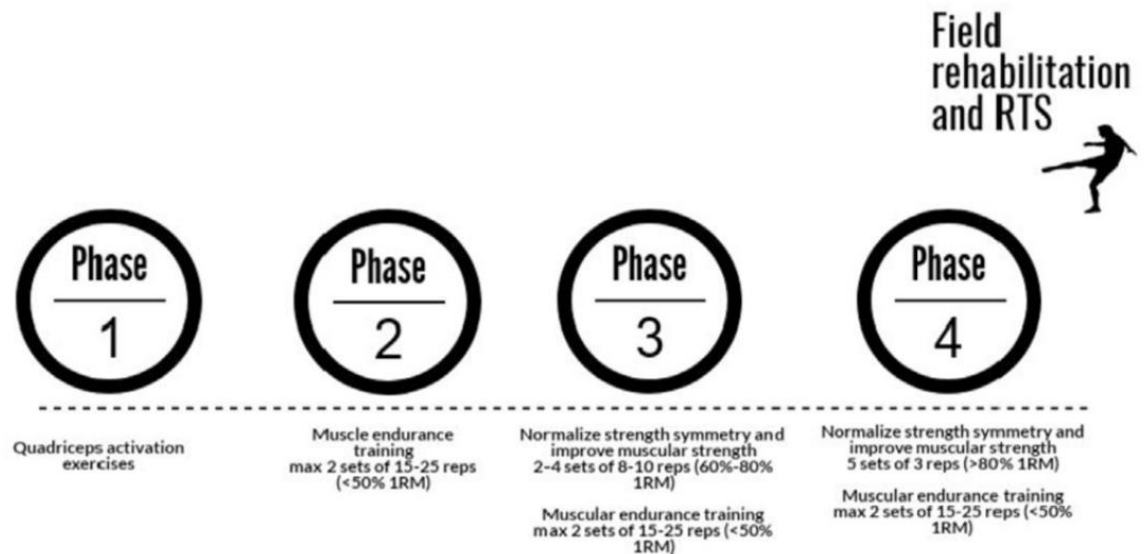 Field
rehabilitation
and RTS
Phase
1
Phase
2
Phase
3
Phase
4
Quadriceps activation
exercises
Muscle endurance
training
max 2 sets of 15-25 reps
(<50% 1RM)
Normalize strength symmetry and
improve muscular strength
2-4 sets of 8-10 reps (60%-80%
1RM)
Muscular endurance training
max 2 sets of 15-25 reps (<50%
1RM)
Normalize strength symmetry and
improve muscular strength
5 sets of 3 reps (>80% 1RM)
Muscular endurance training
max 2 sets of 15-25 reps (<50%
1RM)